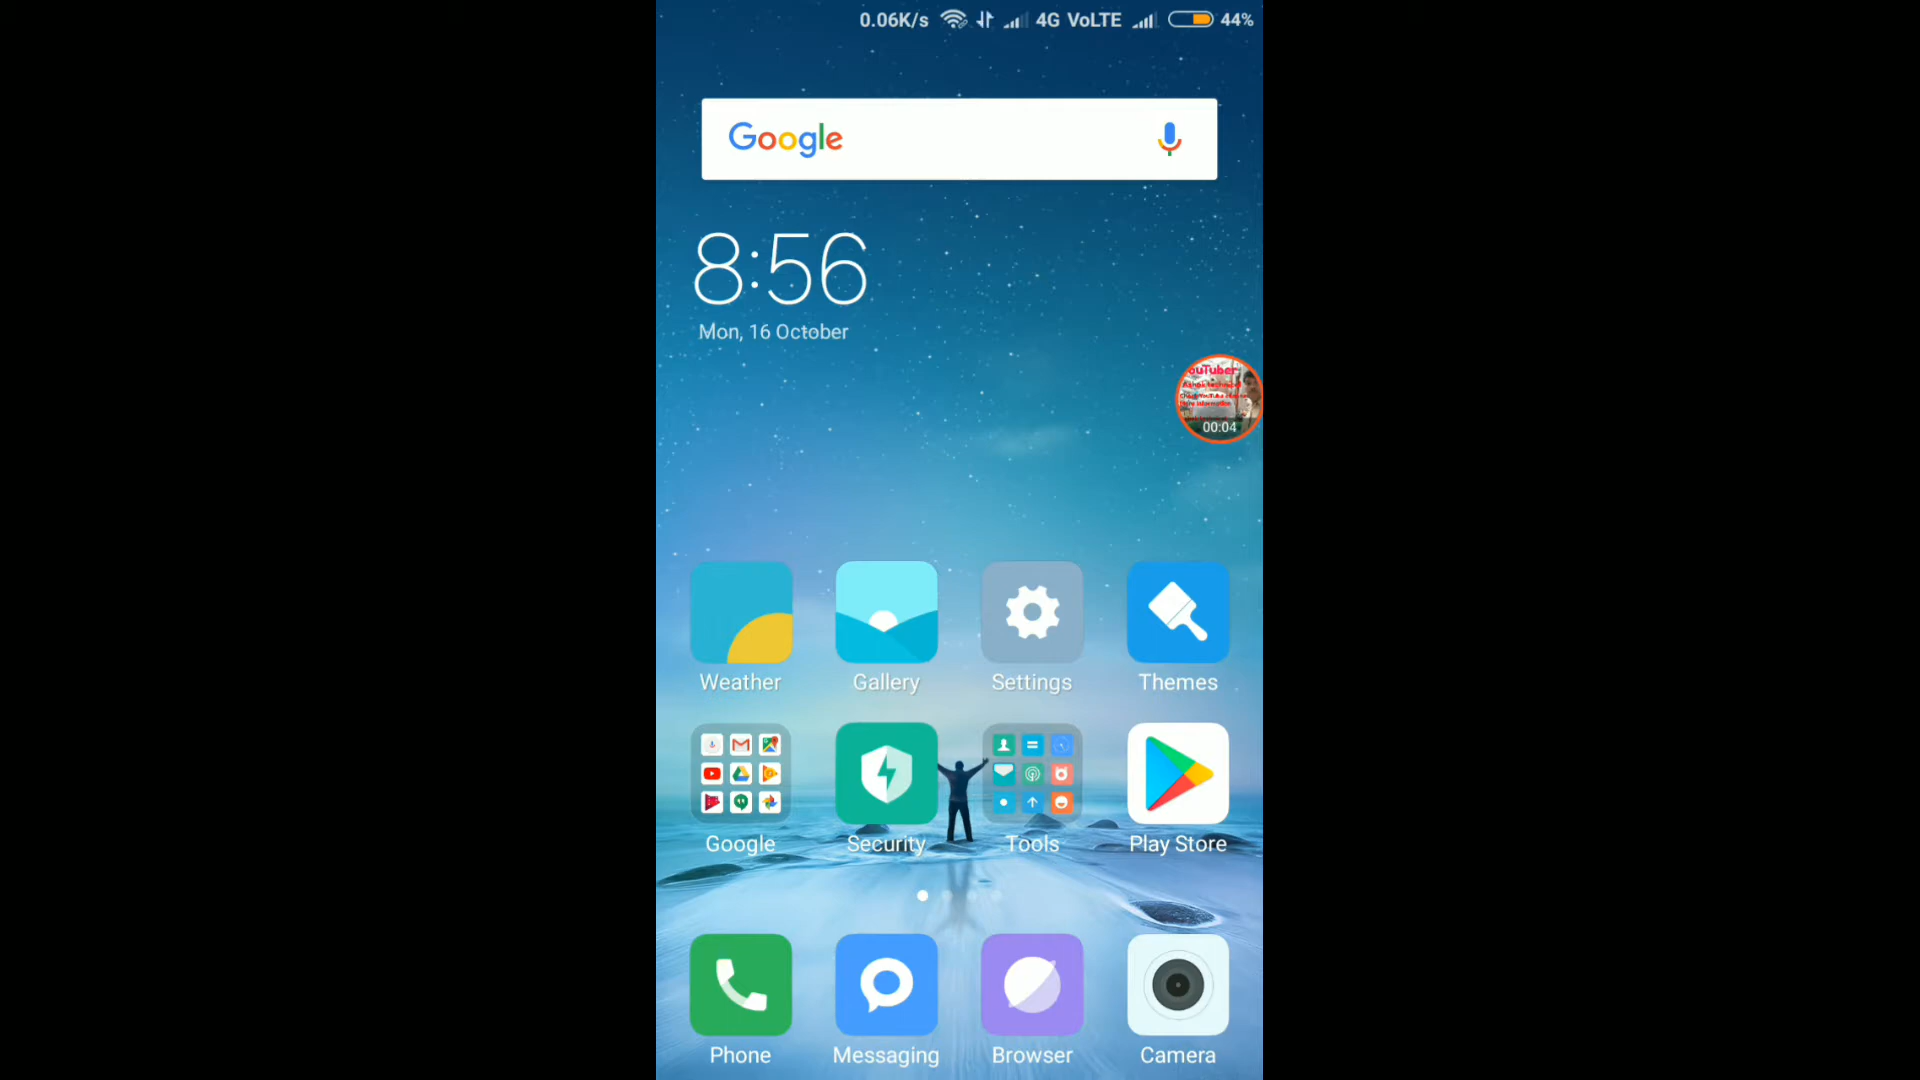 0.06K/s 4G VoLTE 44%
Google
8:56
Mon, 16 October
ouTuber
00:04
Weather Gallery Settings Themes
Google Security Tools Play Store
Phone Messaging Browser Camera